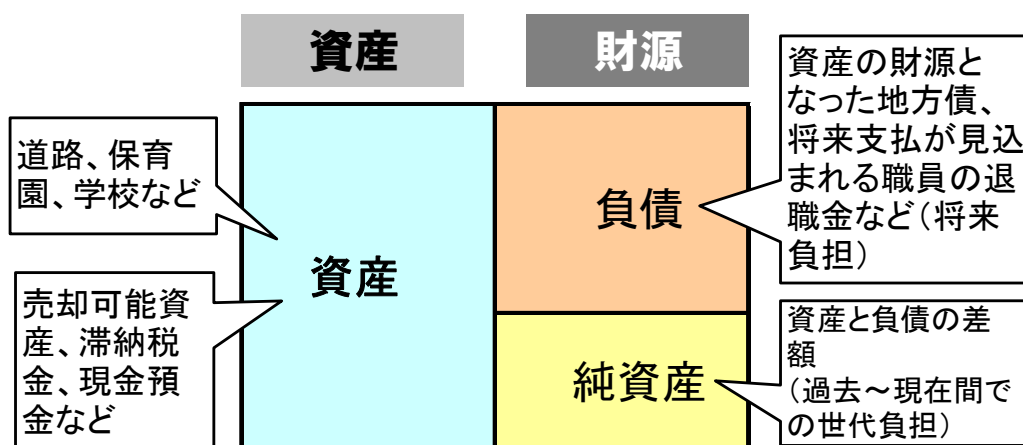 資産
財源
道路、保育
園、学校など
売却可能資
産、滞納税
金、現金預
金など
資産
負債
純資産
資産の財源と
なった地方債、
将来支払が見込
まれる職員の退
職金など（将来
負担）
資産と負債の差
額
（過去～現在間で
の世代負担）